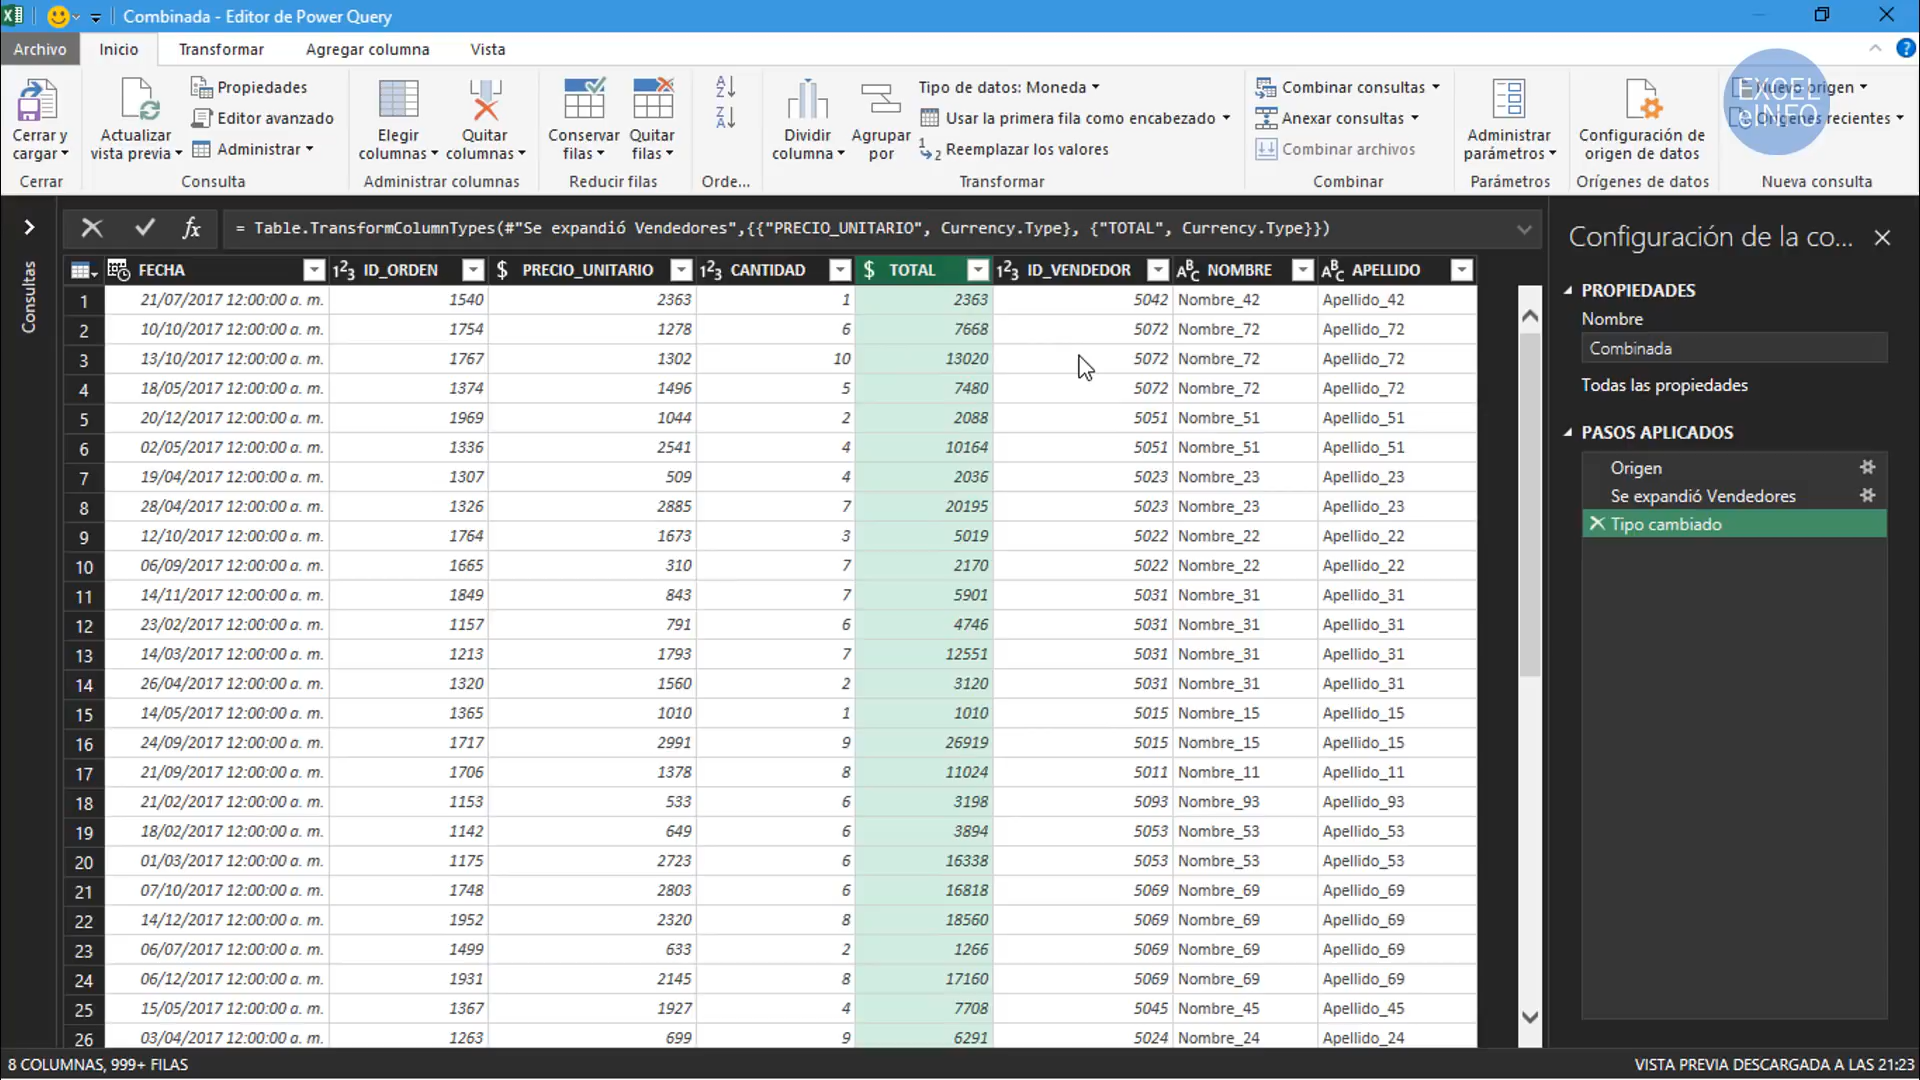 Combinada - Editor de Power Query
Archivo Inicio Transformar Agregar columna Vista
Cerrar y cargar
Cerrar
Actualizar vista previa
Propiedades
Editor avanzado
Administrar
Consulta
Elegir columnas
Quitar columnas
Administrar columnas
Conservar filas
Quitar filas
Reducir filas
Orde...
Dividir columna
Agrupar por
Tipo de datos: Moneda
Usar la primera fila como encabezado
Reemplazar los valores
Transformar
Combinar consultas
Anexar consultas
Combinar archivos
Combinar
Administrar parámetros
Parámetros
Configuración de origen de datos
Orígenes de datos
Nuevo origen
Orígenes recientes
Nueva consulta
EXCEL
eINFO
Consultas
= Table.TransformColumnTypes(#"Se expandió Vendedores",{{"PRECIO_UNITARIO", Currency.Type}, {"TOTAL", Currency.Type}})
FECHA ID_ORDEN PRECIO_UNITARIO CANTIDAD TOTAL ID_VENDEDOR NOMBRE APELLIDO
1 21/07/2017 12:00:00 a. m. 1540 2363 1 2363 5042 Nombre_42 Apellido_42
2 10/10/2017 12:00:00 a. m. 1754 1278 6 7668 5072 Nombre_72 Apellido_72
3 13/10/2017 12:00:00 a. m. 1767 1302 10 13020 5072 Nombre_72 Apellido_72
4 18/05/2017 12:00:00 a. m. 1374 1496 5 7480 5072 Nombre_72 Apellido_72
5 20/12/2017 12:00:00 a. m. 1969 1044 2 2088 5051 Nombre_51 Apellido_51
6 02/05/2017 12:00:00 a. m. 1336 2541 4 10164 5051 Nombre_51 Apellido_51
7 19/04/2017 12:00:00 a. m. 1307 509 4 2036 5023 Nombre_23 Apellido_23
8 28/04/2017 12:00:00 a. m. 1326 2885 7 20195 5023 Nombre_23 Apellido_23
9 12/10/2017 12:00:00 a. m. 1764 1673 3 5019 5022 Nombre_22 Apellido_22
10 06/09/2017 12:00:00 a. m. 1665 310 7 2170 5022 Nombre_22 Apellido_22
11 14/11/2017 12:00:00 a. m. 1849 843 7 5901 5031 Nombre_31 Apellido_31
12 23/02/2017 12:00:00 a. m. 1157 791 6 4746 5031 Nombre_31 Apellido_31
13 14/03/2017 12:00:00 a. m. 1213 1793 7 12551 5031 Nombre_31 Apellido_31
14 26/04/2017 12:00:00 a. m. 1320 1560 2 3120 5031 Nombre_31 Apellido_31
15 14/05/2017 12:00:00 a. m. 1365 1010 1 1010 5015 Nombre_15 Apellido_15
16 24/09/2017 12:00:00 a. m. 1717 2991 9 26919 5015 Nombre_15 Apellido_15
17 21/09/2017 12:00:00 a. m. 1706 1378 8 11024 5011 Nombre_11 Apellido_11
18 21/02/2017 12:00:00 a. m. 1153 533 6 3198 5093 Nombre_93 Apellido_93
19 18/02/2017 12:00:00 a. m. 1142 649 6 3894 5053 Nombre_53 Apellido_53
20 01/03/2017 12:00:00 a. m. 1175 2723 6 16338 5053 Nombre_53 Apellido_53
21 07/10/2017 12:00:00 a. m. 1748 2803 6 16818 5069 Nombre_69 Apellido_69
22 14/12/2017 12:00:00 a. m. 1952 2320 8 18560 5069 Nombre_69 Apellido_69
23 06/07/2017 12:00:00 a. m. 1499 633 2 1266 5069 Nombre_69 Apellido_69
24 06/12/2017 12:00:00 a. m. 1931 2145 8 17160 5069 Nombre_69 Apellido_69
25 15/05/2017 12:00:00 a. m. 1367 1927 4 7708 5045 Nombre_45 Apellido_45
26 03/04/2017 12:00:00 a. m. 1263 699 9 6291 5024 Nombre_24 Apellido_24
Configuración de la co...
PROPIEDADES
Nombre
Combinada
Todas las propiedades
PASOS APLICADOS
Origen
Se expandió Vendedores
Tipo cambiado
8 COLUMNAS, 999+ FILAS
VISTA PREVIA DESCARGADA A LAS 21:23